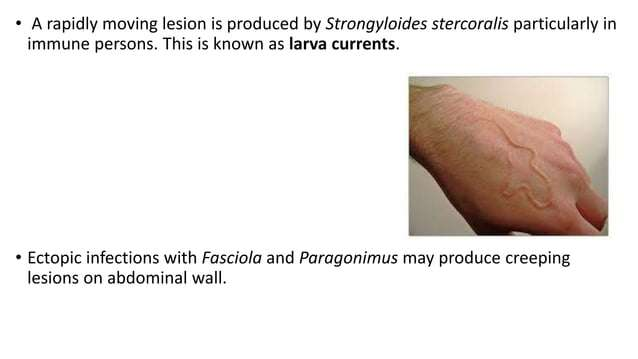 • A rapidly moving lesion is produced by Strongyloides stercoralis particularly in
immune persons. This is known as larva currents.
• Ectopic infections with Fasciola and Paragonimus may produce creeping
lesions on abdominal wall.